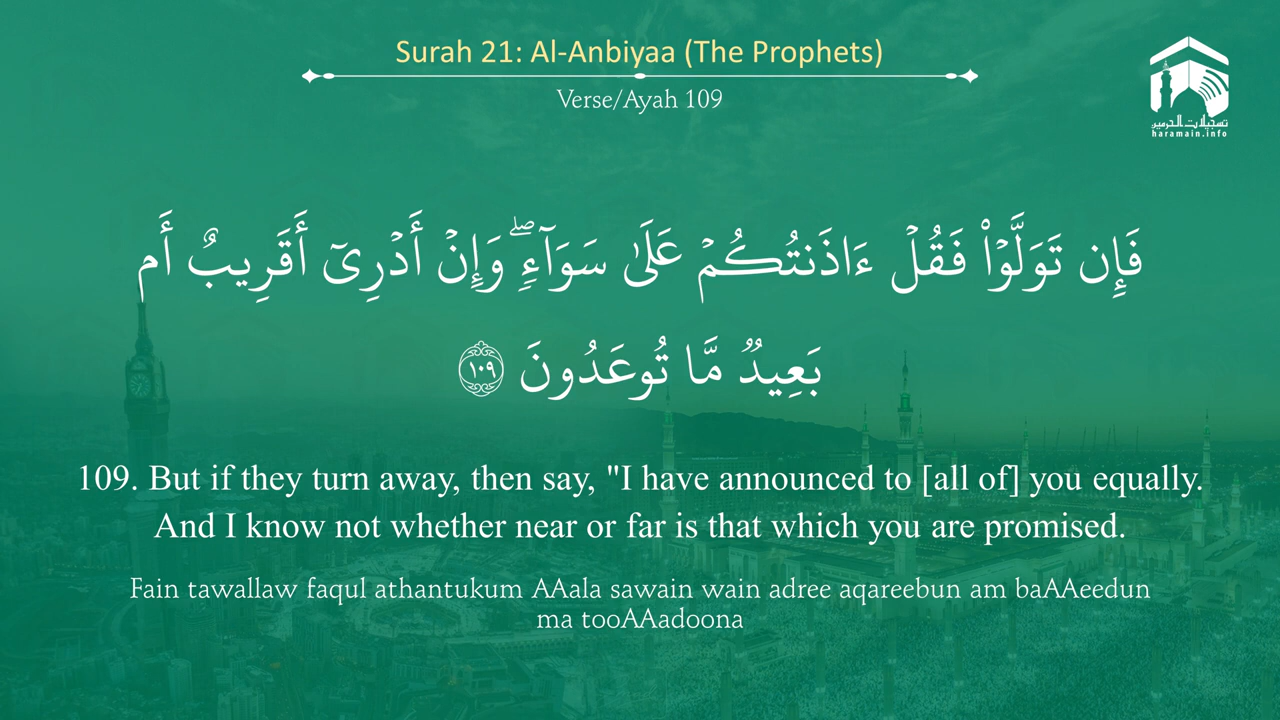 Surah 21: Al-Anbiyaa (The Prophets)
Verse/Ayah 109
تسجيلات الحرمين
haramain.info
فَإِن تَوَلَّوۡاْ فَقُلۡ ءَاذَنتُكُمۡ عَلَىٰ سَوَآءٖۖ وَإِنۡ أَدۡرِيٓ أَقَرِيبٌ أَم
بَعِيدٞ مَّا تُوعَدُونَ ١٠٩
109. But if they turn away, then say, "I have announced to [all of] you equally.
And I know not whether near or far is that which you are promised.
Fain tawallaw faqul athantukum AAala sawain wain adree aqareebun am baAAeedun
ma tooAAadoona